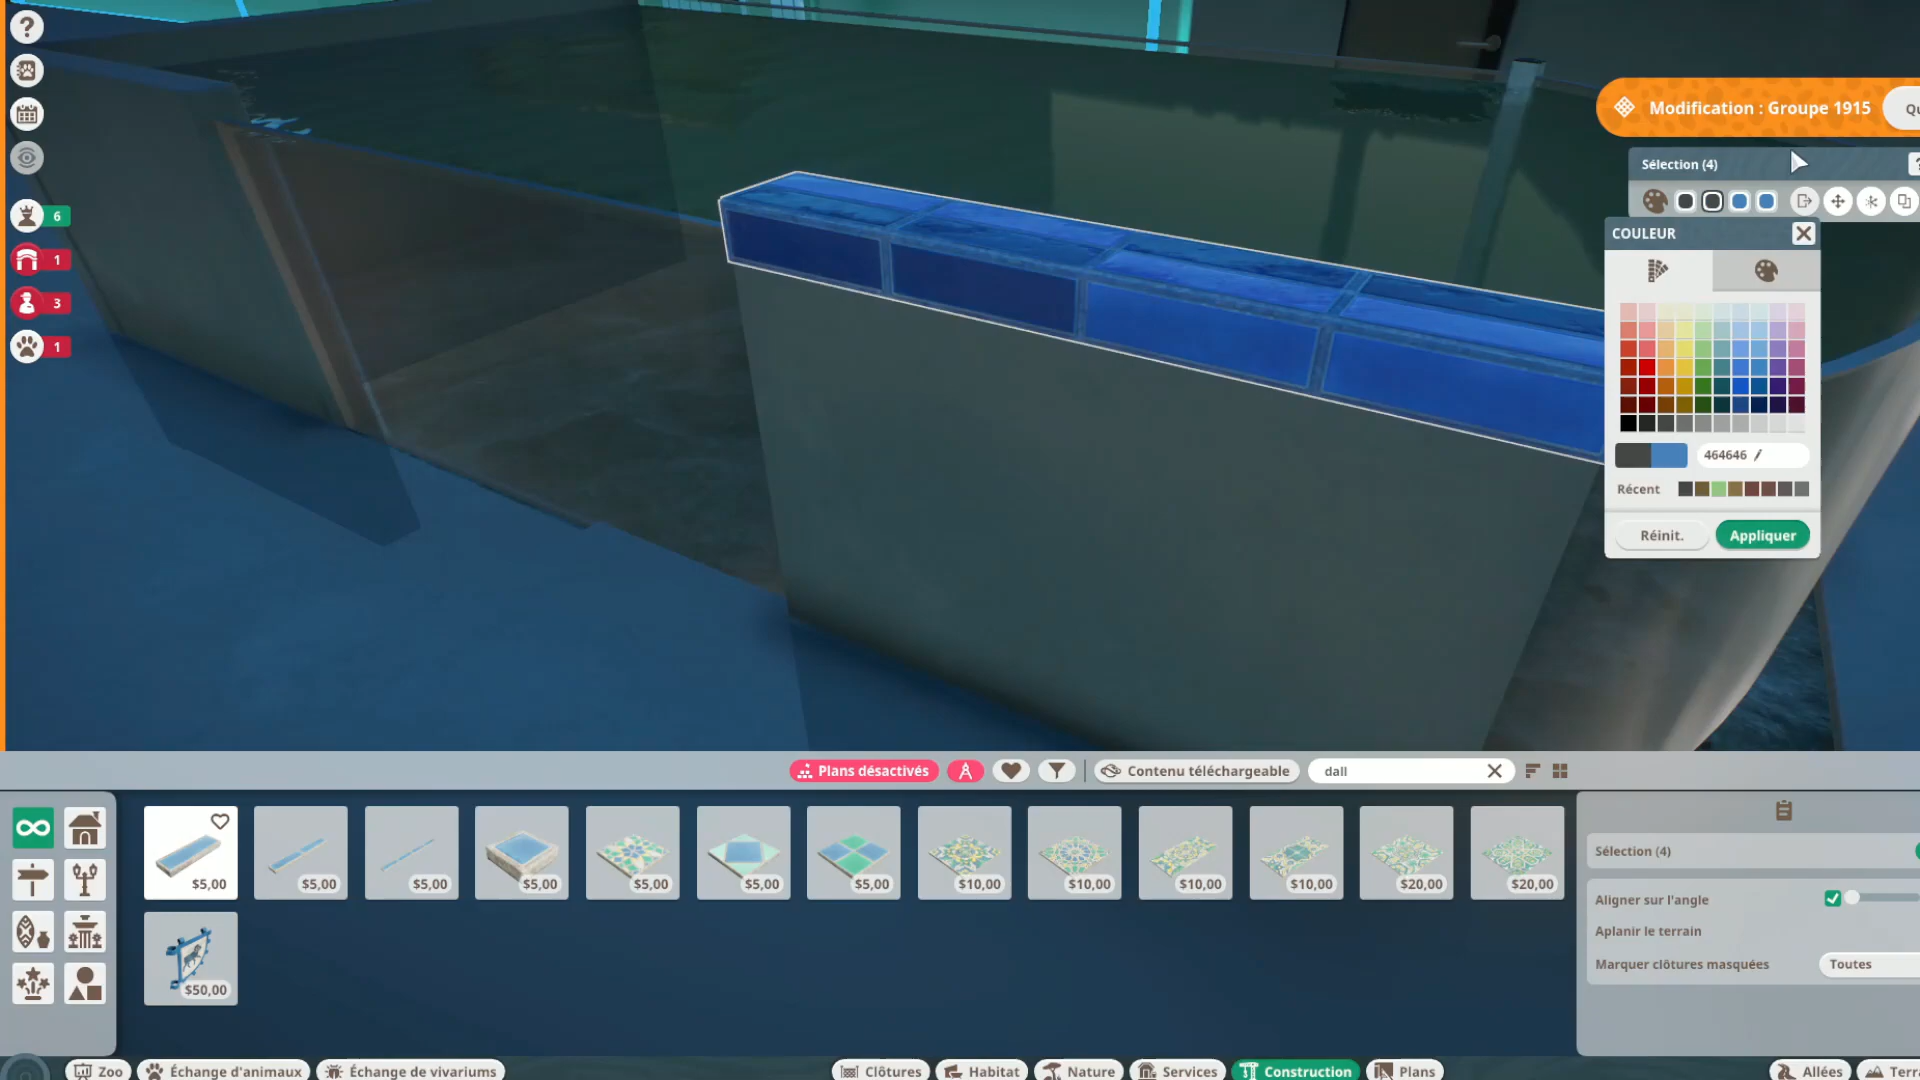 ?
6
1
3
1
Modification : Groupe 1915
Qu
Sélection (4)
?
COULEUR
464646
Récent
Réinit.
Appliquer
Plans désactivés
Contenu téléchargeable
dall
$5,00
$5,00
$5,00
$5,00
$5,00
$5,00
$5,00
$10,00
$10,00
$10,00
$10,00
$20,00
$20,00
$50,00
Sélection (4)
Aligner sur l'angle
Aplanir le terrain
Marquer clôtures masquées
Toutes
Zoo
Échange d'animaux
Échange de vivariums
Clôtures
Habitat
Nature
Services
Construction
Plans
Allées
Terra